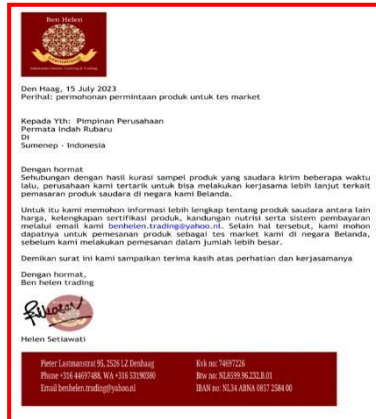 Ben Helen
Den Haag, 15 July 2023
Perihal: permohonan permintaan produk untuk tes market
Kepada Yth: Pimpinan Perusahaan
Permata Indah Rubaru
Di
Sumenep - Indonesia
Dengan hormat
Sehubungan dengan hasil kurasi sampel produk yang saudara kirim beberapa waktu
lalu, perusahaan kami tertarik untuk bisa melakukan kerjasama lebih lanjut terkait
pemasaran produk saudara di negara kami Belanda.
Untuk itu kami memohon informasi lebih lengkap tentang produk saudara antara lain
harga, kelengkapan sertifikasi produk, kandungan nutrisi serta sistem pembayaran
melalui email kami benhelen.trading@yahoo.nl. Selain hal tersebut, kami mohon
dapatnya untuk pemesanan produk sebagai tes market kami di negara Belanda,
sebelum kami melakukan pemesanan dalam jumlah lebih besar.
Demikan surat ini kami sampaikan terima kasih atas perhatian dan kerjasamanya
Dengan hormat,
Ben helen trading
Helen Setiawati
Pieter Lastmanstrat 95, 2526 LZ Denhaag
Phone +316 44697488, WA +316 53190380
Email benhelen.trading@yahoo.nl
Kvk no: 74697226
Btw no: NL8599.96.232.B.01
IBAN no: NL34 ABNA 0857 2584 00